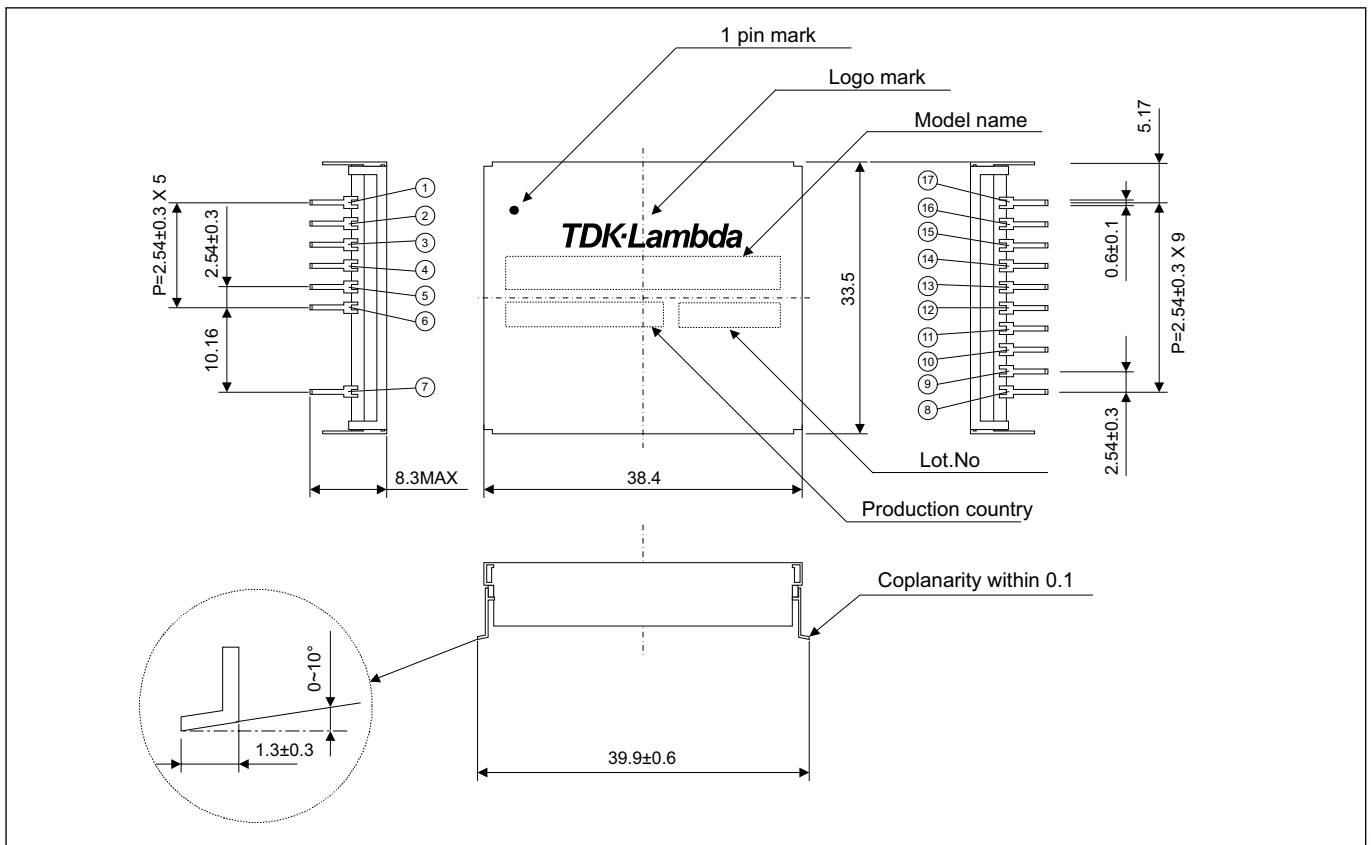 1 pin mark
Logo mark
Model name
TDK·Lambda
P=2.54±0.3 X 5
2.54±0.3
10.16
1
2
3
4
5
6
7
8.3MAX
38.4
33.5
17
16
15
14
13
12
11
10
9
8
5.17
0.6±0.1
P=2.54±0.3 X 9
2.54±0.3
Lot.No
Production country
Coplanarity within 0.1
0~10°
1.3±0.3
39.9±0.6